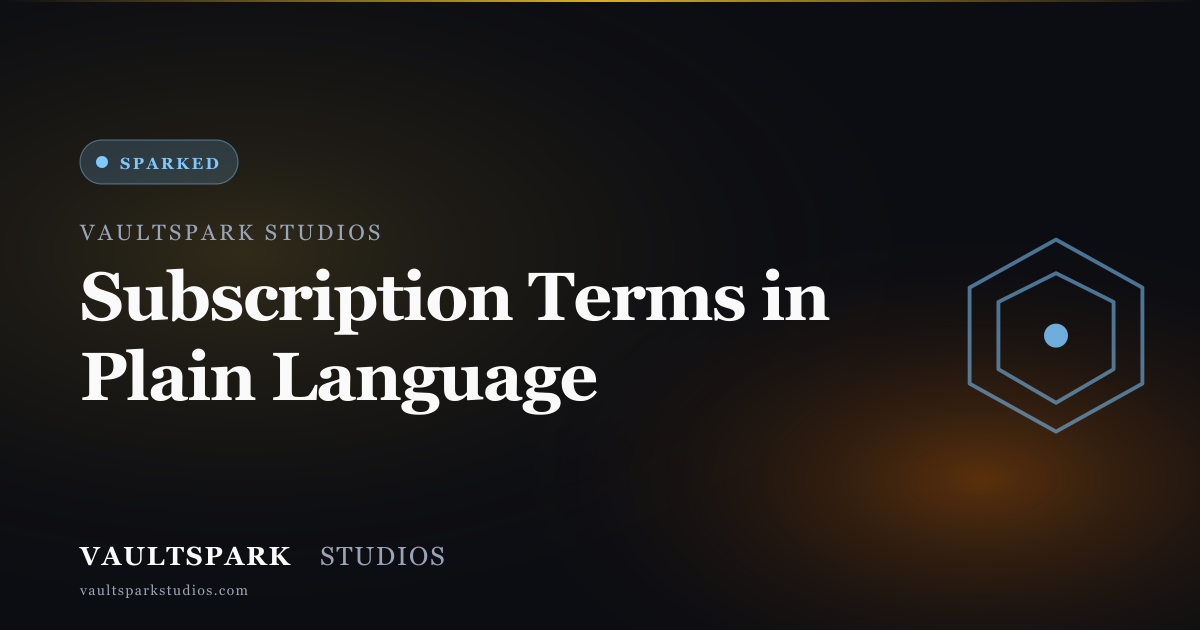 SPARKED
VAULTSPARK STUDIOS
Subscription Terms in
Plain Language
VAULTSPARK STUDIOS
vaultsparkstudios.com